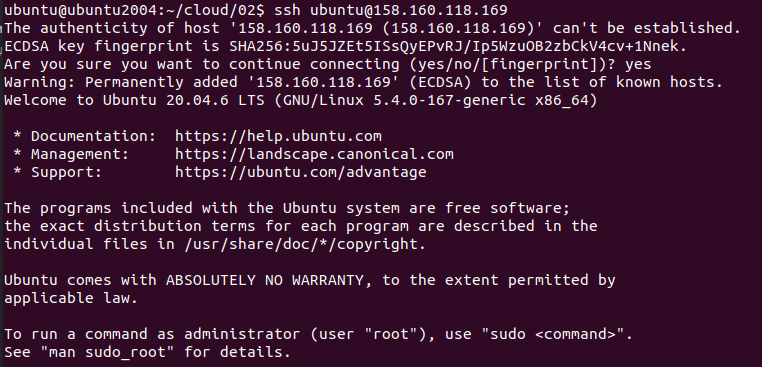 ubuntu@ubuntu2004:~/cloud/02$ ssh ubuntu@158.160.118.169
The authenticity of host '158.160.118.169 (158.160.118.169)' can't be established.
ECDSA key fingerprint is SHA256:5uJ5JZEt5ISsQyEPvRJ/Ip5WzuOB2zbCkV4cv+1Nnek.
Are you sure you want to continue connecting (yes/no/[fingerprint])? yes
Warning: Permanently added '158.160.118.169' (ECDSA) to the list of known hosts.
Welcome to Ubuntu 20.04.6 LTS (GNU/Linux 5.4.0-167-generic x86_64)

 * Documentation:  https://help.ubuntu.com
 * Management:     https://landscape.canonical.com
 * Support:        https://ubuntu.com/advantage

The programs included with the Ubuntu system are free software;
the exact distribution terms for each program are described in the
individual files in /usr/share/doc/*/copyright.

Ubuntu comes with ABSOLUTELY NO WARRANTY, to the extent permitted by
applicable law.

To run a command as administrator (user "root"), use "sudo <command>".
See "man sudo_root" for details.